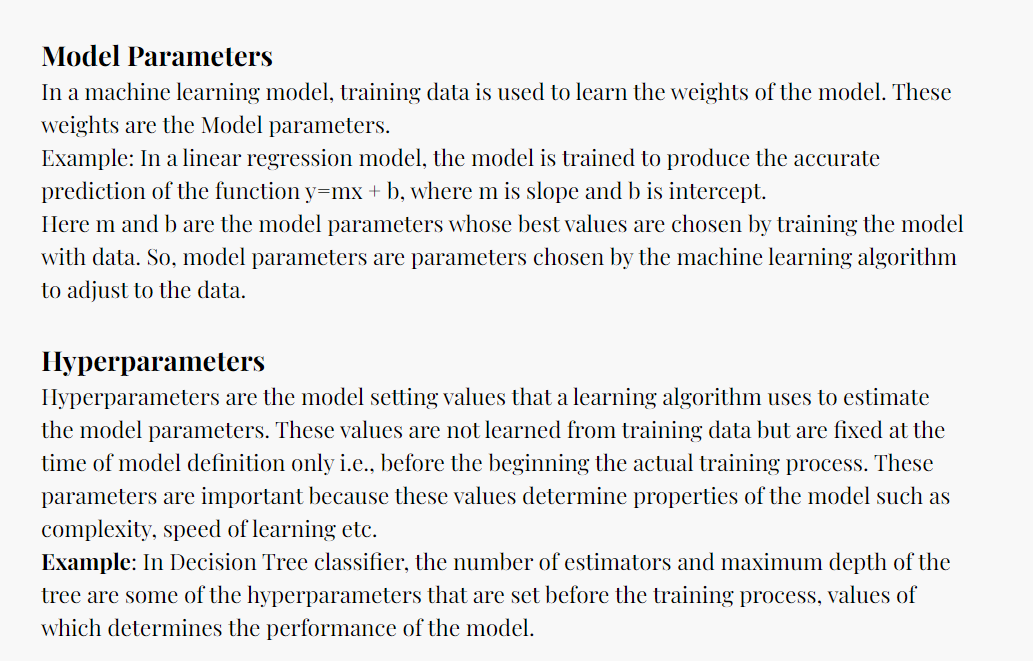 Model Parameters
In a machine learning model, training data is used to learn the weights of the model. These
weights are the Model parameters.
Example: In a linear regression model, the model is trained to produce the accurate
prediction of the function y=mx + b, where m is slope and b is intercept.
Here m and b are the model parameters whose best values are chosen by training the model
with data. So, model parameters are parameters chosen by the machine learning algorithm
to adjust to the data.
Hyperparameters
Hyperparameters are the model setting values that a learning algorithm uses to estimate
the model parameters. These values are not learned from training data but are fixed at the
time of model definition only i.e., before the beginning the actual training process. These
parameters are important because these values determine properties of the model such as
complexity, speed of learning etc.
Example: In Decision Tree classifier, the number of estimators and maximum depth of the
tree are some of the hyperparameters that are set before the training process, values of
which determines the performance of the model.